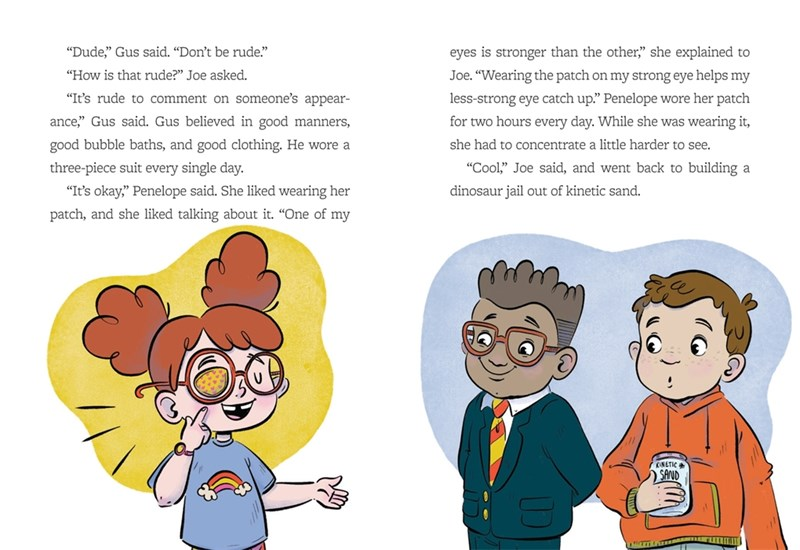 “Dude,” Gus said. “Don’t be rude.”
“How is that rude?” Joe asked.
“It’s rude to comment on someone’s appear-
ance,” Gus said. Gus believed in good manners,
good bubble baths, and good clothing. He wore a
three-piece suit every single day.
“It’s okay,” Penelope said. She liked wearing her
patch, and she liked talking about it. “One of my
eyes is stronger than the other,” she explained to
Joe. “Wearing the patch on my strong eye helps my
less-strong eye catch up.” Penelope wore her patch
for two hours every day. While she was wearing it,
she had to concentrate a little harder to see.
“Cool,” Joe said, and went back to building a
dinosaur jail out of kinetic sand.
KINETIC
SAND